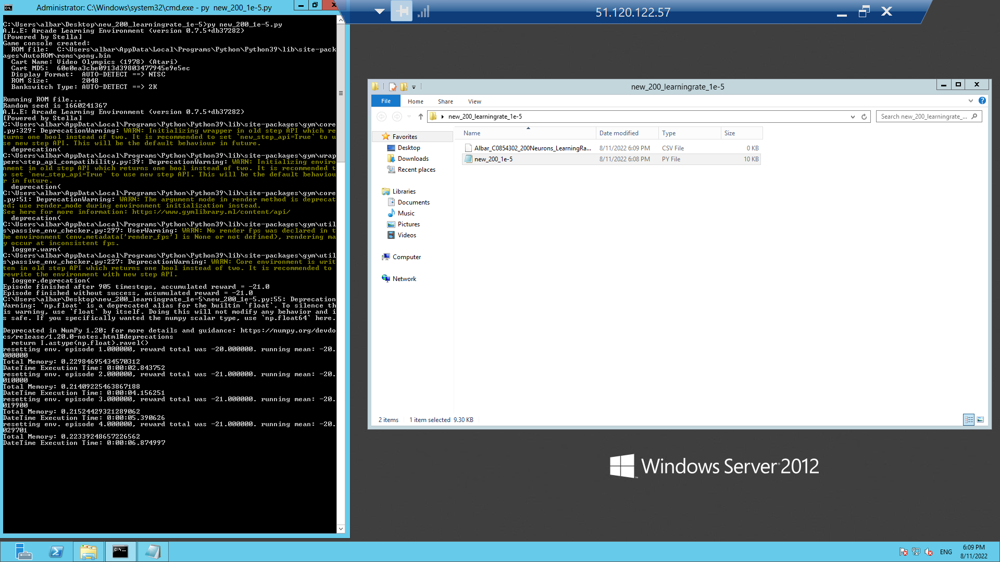 Administrator: C:\Windows\system32\cmd.exe - py  new_200_1e-5.py
C:\Users\albar\Desktop\new_200_learningrate_1e-5>py new_200_1e-5.py
A.L.E: Arcade Learning Environment (version 0.7.5+db37282)
[Powered by Stella]
Game console created:
  ROM file:  C:\Users\albar\AppData\Local\Programs\Python\Python39\lib\site-pack
ages\AutoROM\roms\pong.bin
  Cart Name: Video Olympics (1978) (Atari)
  Cart MD5:  60e0ea3cbe0913d39803477945e9e5ec
  Display Format:  AUTO-DETECT ==> NTSC
  ROM Size:        2048
  Bankswitch Type: AUTO-DETECT ==> 2K
Running ROM file...
Random seed is 1660241367
A.L.E: Arcade Learning Environment (version 0.7.5+db37282)
[Powered by Stella]
C:\Users\albar\AppData\Local\Programs\Python\Python39\lib\site-packages\gym\core
.py:329: DeprecationWarning: WARN: Initializing wrapper in old step API which re
turns one bool instead of two. It is recommended to set `new_step_api=True` to u
se new step API. This will be the default behaviour in future.
  deprecation(
C:\Users\albar\AppData\Local\Programs\Python\Python39\lib\site-packages\gym\wrap
pers\step_api_compatibility.py:39: DeprecationWarning: WARN: Initializing enviro
nment in old step API which returns one bool instead of two. It is recommended t
o set `new_step_api=True` to use new step API. This will be the default behaviou
r in future.
  deprecation(
C:\Users\albar\AppData\Local\Programs\Python\Python39\lib\site-packages\gym\core
.py:51: DeprecationWarning: WARN: The argument mode in render method is deprecat
ed; use render_mode during environment initialization instead.
See here for more information: https://www.gymlibrary.ml/content/api/
  deprecation(
C:\Users\albar\AppData\Local\Programs\Python\Python39\lib\site-packages\gym\util
s\passive_env_checker.py:297: UserWarning: WARN: No render fps was declared in t
he environment (env.metadata['render_fps'] is None or not defined), rendering ma
y occur at inconsistent fps.
  logger.warn(
C:\Users\albar\AppData\Local\Programs\Python\Python39\lib\site-packages\gym\util
s\passive_env_checker.py:227: DeprecationWarning: WARN: Core environment is writ
ten in old step API which returns one bool instead of two. It is recommended to
rewrite the environment with new step API.
  logger.deprecation(
Episode finished after 905 timesteps, accumulated reward = -21.0
Episode finished without success, accumulated reward = -21.0
C:\Users\albar\Desktop\new_200_learningrate_1e-5\new_200_1e-5.py:55: Deprecation
Warning: `np.float` is a deprecated alias for the builtin `float`. To silence th
is warning, use `float` by itself. Doing this will not modify any behavior and i
s safe. If you specifically wanted the numpy scalar type, use `np.float64` here.
Deprecated in NumPy 1.20; for more details and guidance: https://numpy.org/devdo
cs/release/1.20.0-notes.html#deprecations
  return I.astype(np.float).ravel()
resetting env. episode 1.000000, reward total was -20.000000. running mean: -20.
000000
Total Memory: 0.22984695434570312
DateTime Execution Time: 0:00:02.843752
resetting env. episode 2.000000, reward total was -21.000000. running mean: -20.
010000
Total Memory: 0.21409225463867188
DateTime Execution Time: 0:00:04.156251
resetting env. episode 3.000000, reward total was -21.000000. running mean: -20.
019900
Total Memory: 0.21524429321289062
DateTime Execution Time: 0:00:05.390626
resetting env. episode 4.000000, reward total was -21.000000. running mean: -20.
029701
Total Memory: 0.22339248657226562
DateTime Execution Time: 0:00:06.874997
51.120.122.57
new_200_learningrate_1e-5
File Home Share View
new_200_learningrate_1e-5
Search new_200_learningrate_...
Favorites
Desktop
Downloads
Recent places
Libraries
Documents
Music
Pictures
Videos
Computer
Network
Name Date modified Type Size
Albar_C0854302_200Neurons_LearningRa... 8/11/2022 6:09 PM CSV File 0 KB
new_200_1e-5 8/11/2022 6:08 PM PY File 10 KB
2 items 1 item selected 9.30 KB
Windows Server 2012
ENG
6:09 PM
8/11/2022